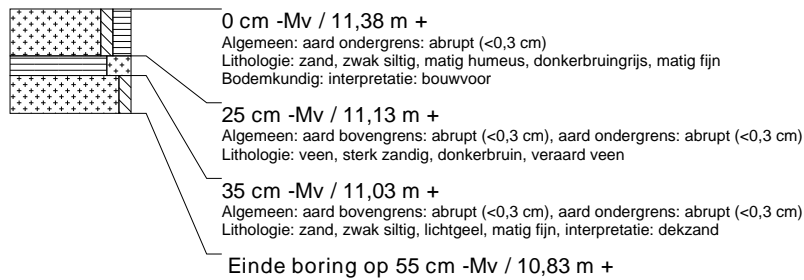 0 cm -Mv / 11,38 m +
Algemeen: aard ondergrens: abrupt (<0,3 cm)
Lithologie: zand, zwak siltig, matig humeus, donkerbruingrijs, matig fijn
Bodemkundig: interpretatie: bouwvoor
25 cm -Mv / 11,13 m +
Algemeen: aard bovengrens: abrupt (<0,3 cm), aard ondergrens: abrupt (<0,3 cm)
Lithologie: veen, sterk zandig, donkerbruin, veraard veen
35 cm -Mv / 11,03 m +
Algemeen: aard bovengrens: abrupt (<0,3 cm), aard ondergrens: abrupt (<0,3 cm)
Lithologie: zand, zwak siltig, lichtgeel, matig fijn, interpretatie: dekzand
Einde boring op 55 cm -Mv / 10,83 m +